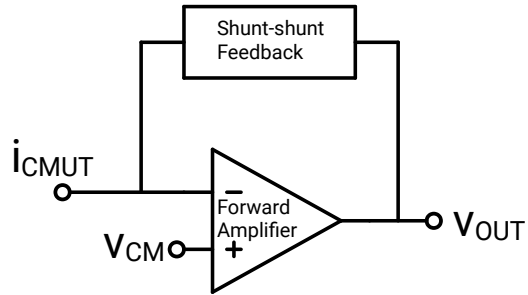 Shunt-shunt
Feedback
iCMUT
−
Forward
Amplifier
vCM
+
vOUT